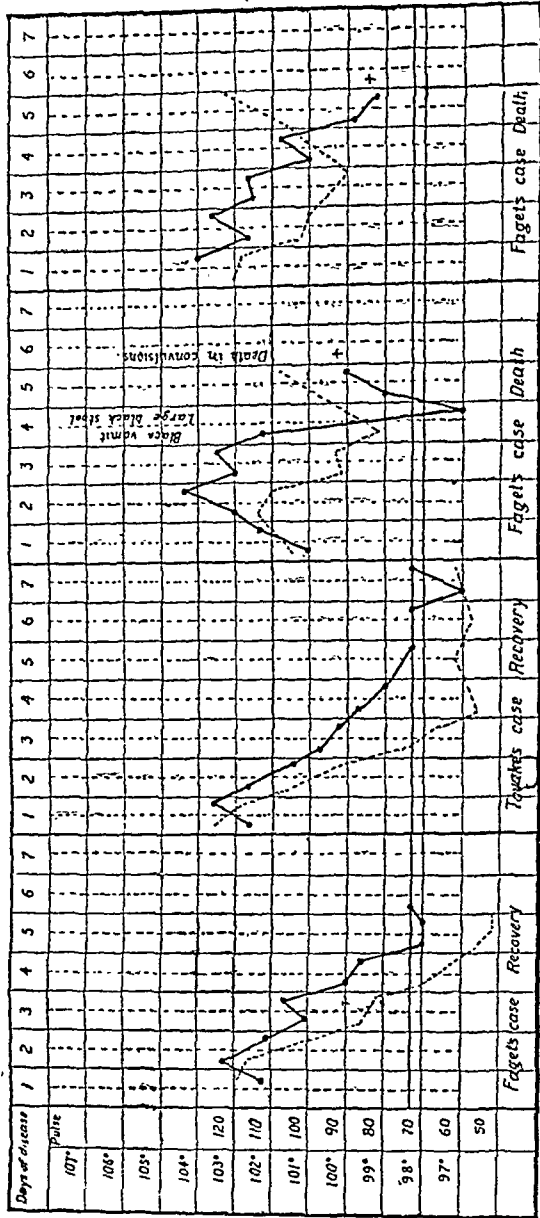 Days of disease 1 2 3 4 5 6 7 1 2 3 4 5 6 7 1 2 3 4 5 6 7 1 2 3 4 5 6 7
Pulse
107°
106°
105°
104°
103° 120
102° 110
101° 100
100° 90
99° 80
98° 70
97° 60
50
Black vomit
Large black stool
Death in convulsions.
+
+
Fagets case Recovery
case Recovery
Fagets case Death
Fagets case Death